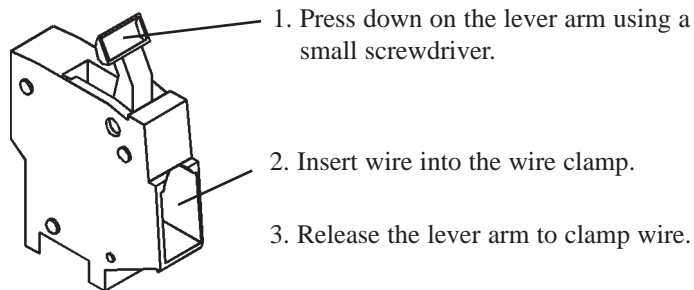 1. Press down on the lever arm using a
small screwdriver.
2. Insert wire into the wire clamp.
3. Release the lever arm to clamp wire.